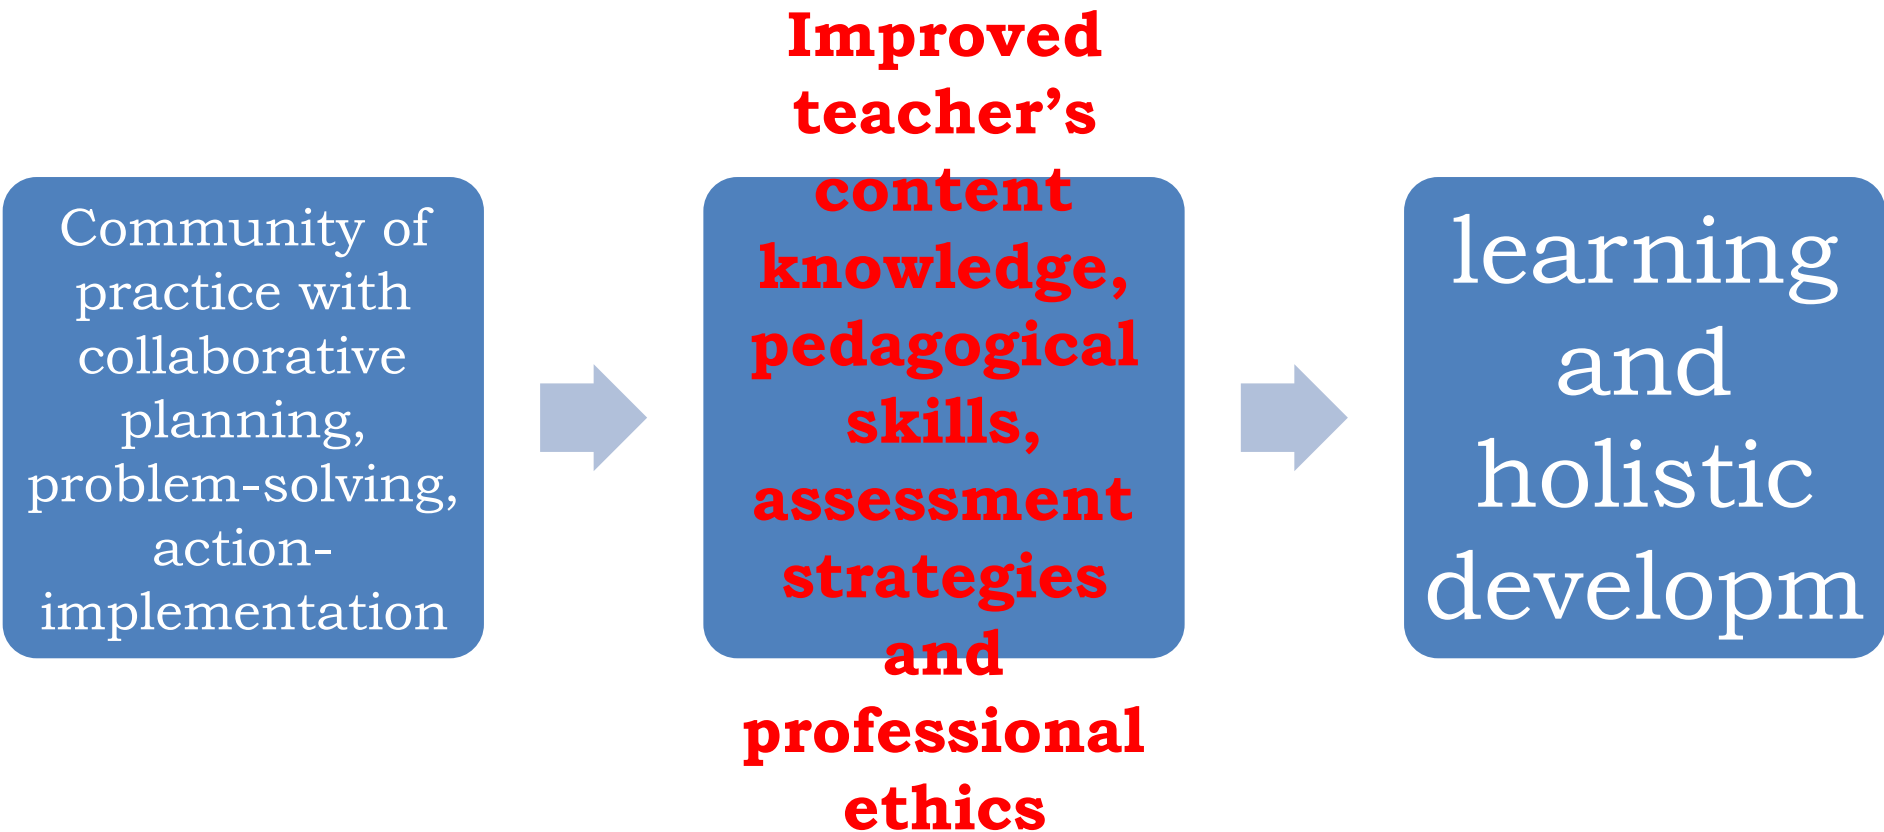 Community of
practice with
collaborative
planning,
problem-solving,
action-
implementation
Improved
teacher’s
content
knowledge,
pedagogical
skills,
assessment
strategies
and
professional
ethics
learning
and
holistic
developm